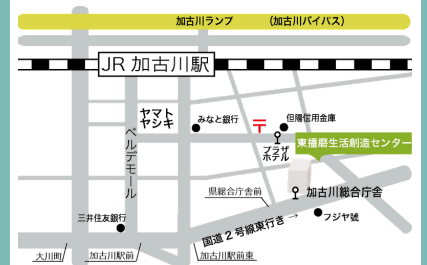 加古川ランプ （加古川バイパス）
JR 加古川駅
ヤマト
ヤシキ
みなと銀行
〒
但陽信用金庫
プラザ
ホテル
東播磨生活創造センター
ベルデモール
県総合庁舎前
加古川総合庁舎
三井住友銀行
国道2号線東行き →
フジヤ號
大川町
加古川駅前
加古川駅前東